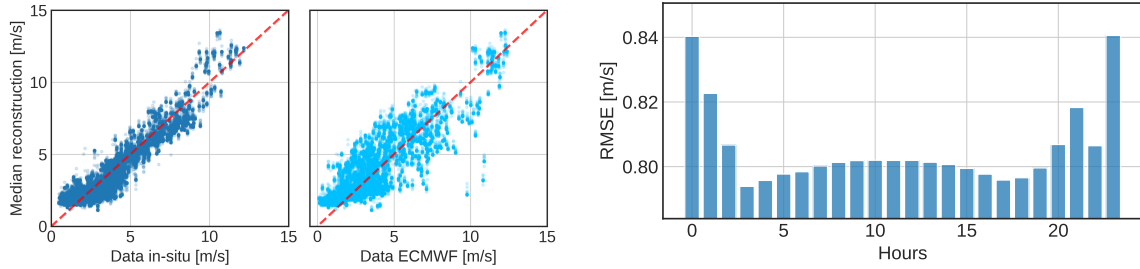 Median reconstruction [m/s]
15
10
5
0
0 5 10 15
Data in-situ [m/s]
0 5 10 15
Data ECMWF [m/s]
RMSE [m/s]
0.84
0.82
0.80
0 5 10 15 20
Hours